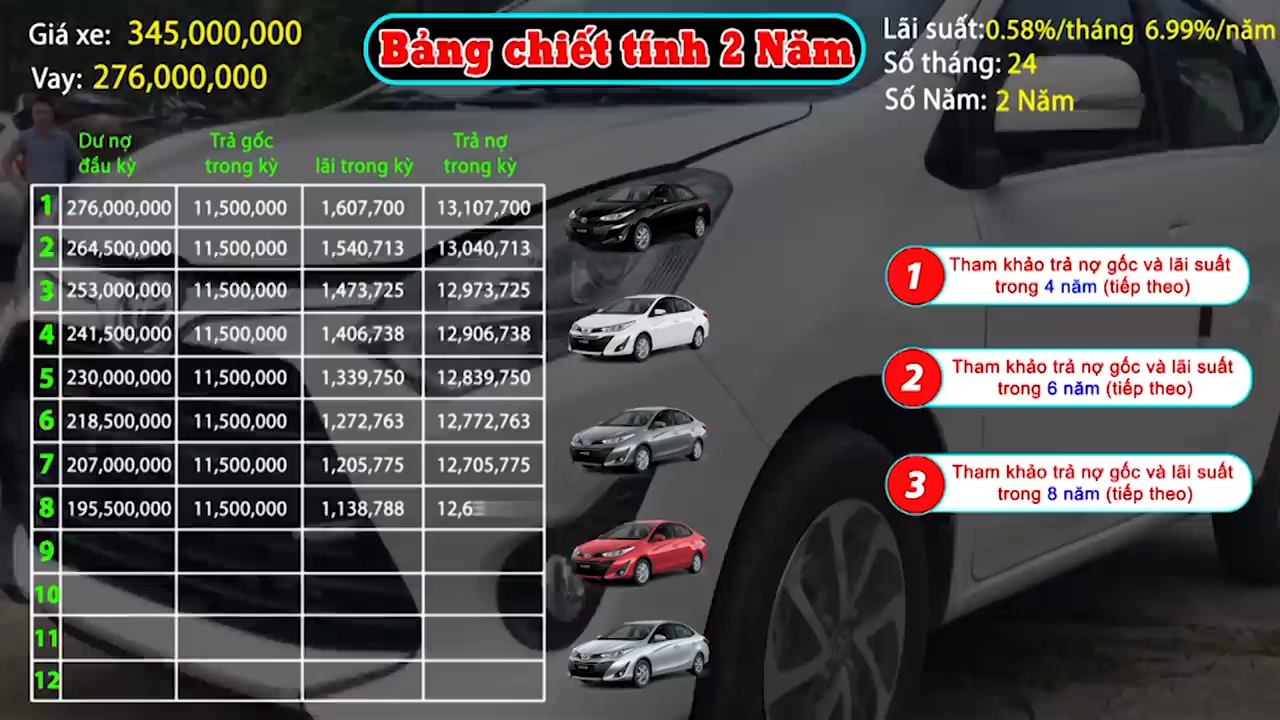 Giá xe: 345,000,000
Vay: 276,000,000
Bảng chiết tính 2 Năm
Lãi suất:0.58%/tháng 6.99%/năm
Số tháng: 24
Số Năm: 2 Năm
Dư nợ đầu kỳ Trả gốc trong kỳ lãi trong kỳ Trả nợ trong kỳ
1 276,000,000 11,500,000 1,607,700 13,107,700
2 264,500,000 11,500,000 1,540,713 13,040,713
3 253,000,000 11,500,000 1,473,725 12,973,725
4 241,500,000 11,500,000 1,406,738 12,906,738
5 230,000,000 11,500,000 1,339,750 12,839,750
6 218,500,000 11,500,000 1,272,763 12,772,763
7 207,000,000 11,500,000 1,205,775 12,705,775
8 195,500,000 11,500,000 1,138,788 12,6
9
10
11
12
1 Tham khảo trả nợ gốc và lãi suất
trong 4 năm (tiếp theo)
2 Tham khảo trả nợ gốc và lãi suất
trong 6 năm (tiếp theo)
3 Tham khảo trả nợ gốc và lãi suất
trong 8 năm (tiếp theo)